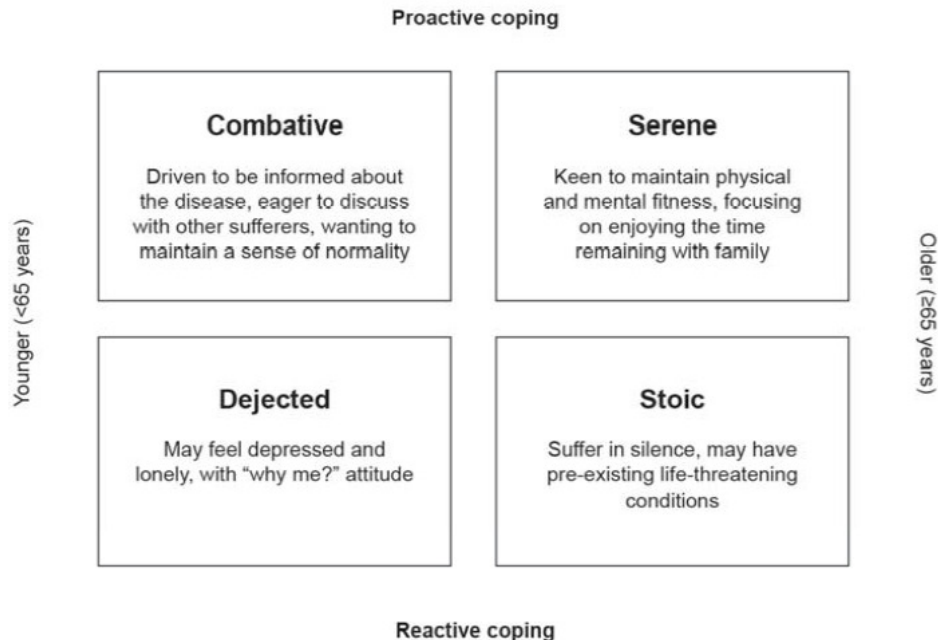 Proactive coping
Younger (<65 years)
Combative
Driven to be informed about
the disease, eager to discuss
with other sufferers, wanting to
maintain a sense of normality
Serene
Keen to maintain physical
and mental fitness, focusing
on enjoying the time
remaining with family
Older (≥65 years)
Dejected
May feel depressed and
lonely, with “why me?” attitude
Stoic
Suffer in silence, may have
pre-existing life-threatening
conditions
Reactive coping